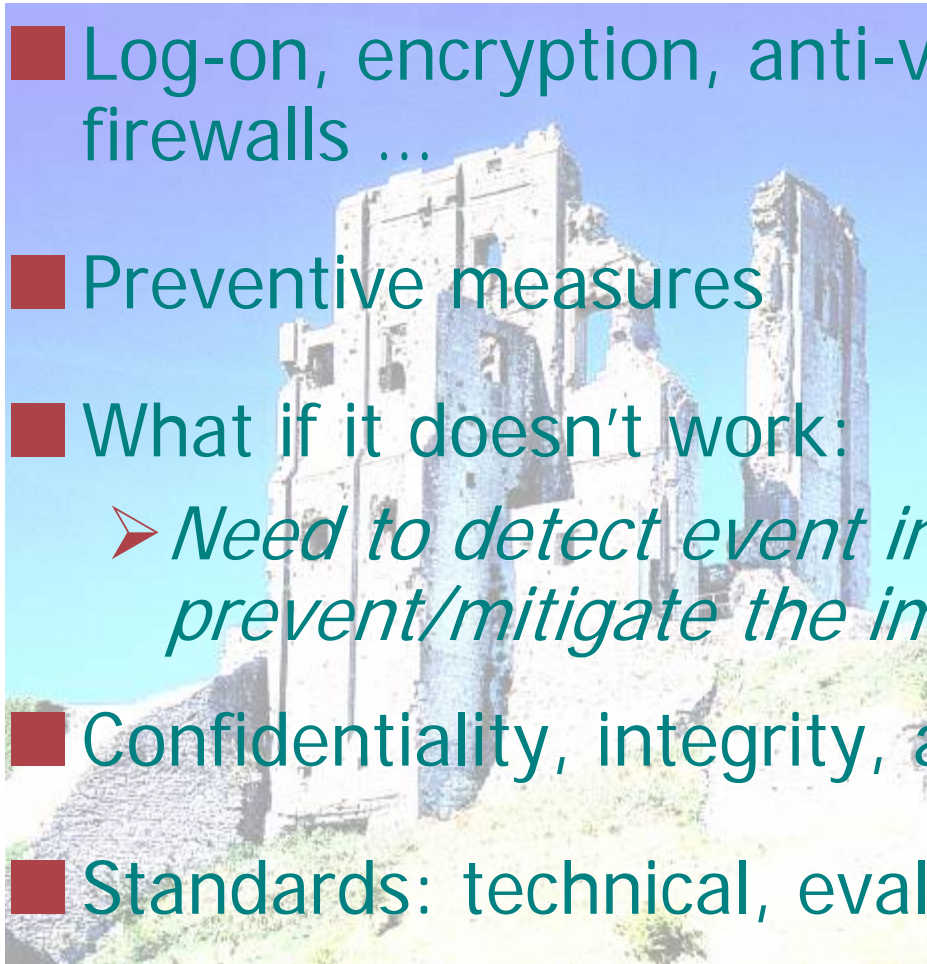 Log-on, encryption, anti-v
firewalls ...
Preventive measures
What if it doesn't work:
Need to detect event in
prevent/mitigate the im
Confidentiality, integrity, a
Standards: technical, eval